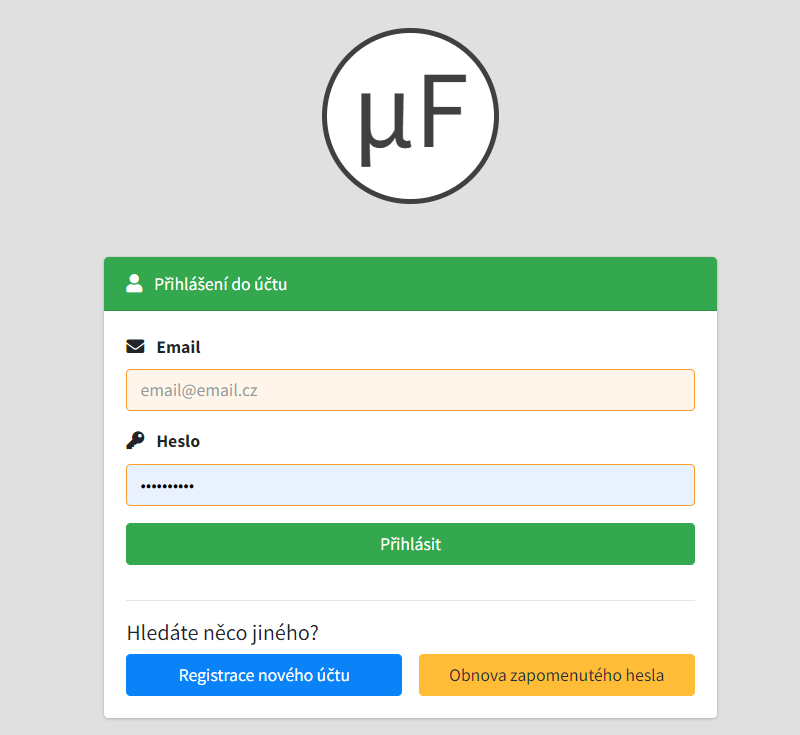 µF
Přihlášení do účtu
Email
email@email.cz
Heslo
••••••••••
Přihlásit
Hledáte něco jiného?
Registrace nového účtu
Obnova zapomenutého hesla